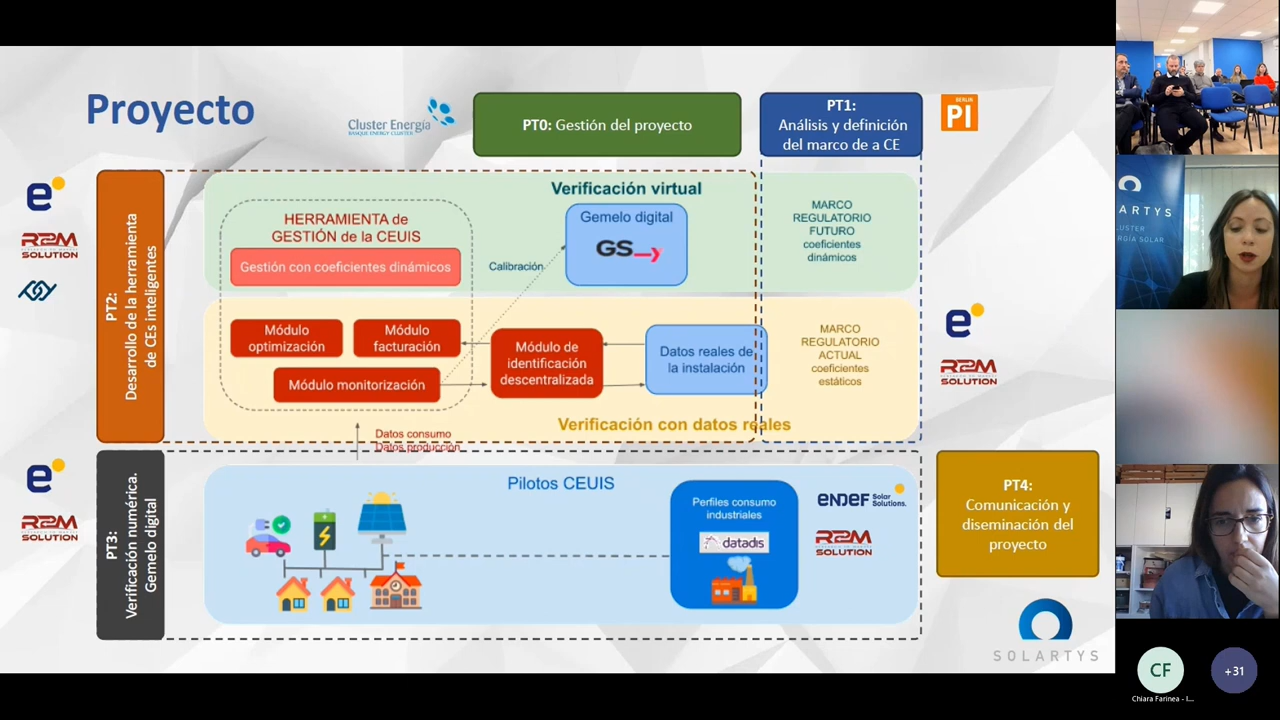 Proyecto
Cluster Energía
BASQUE ENERGY CLUSTER
PT0: Gestión del proyecto
PT1:
Análisis y definición
del marco de a CE
BERLIN
PI
e
R2M
SOLUTION
PT2:
Desarrollo de la herramienta
de CEs inteligentes
Verificación virtual
HERRAMIENTA de
GESTIÓN de la CEUIS
Gestión con coeficientes dinámicos
Calibración
Gemelo digital
GS
MARCO
REGULATORIO
FUTURO
coeficientes
dinámicos
Módulo
optimización
Módulo
facturación
Módulo monitorización
Módulo de
identificación
descentralizada
Datos reales de
la instalación
MARCO
REGULATORIO
ACTUAL
coeficientes
estáticos
Verificación con datos reales
Datos consumo
Datos producción
e
R2M
SOLUTION
e
R2M
SOLUTION
PT3:
Verificación numérica.
Gemelo digital
Pilotos CEUIS
Perfiles consumo
industriales
datadis
ENDEF Solar
Solutions.
R2M
SOLUTION
PT4:
Comunicación y
diseminación del
proyecto
SOLARTYS
LARTYS
CLUSTER
RGÍA SOLAR
CF
Chiara Farinea - I...
+31